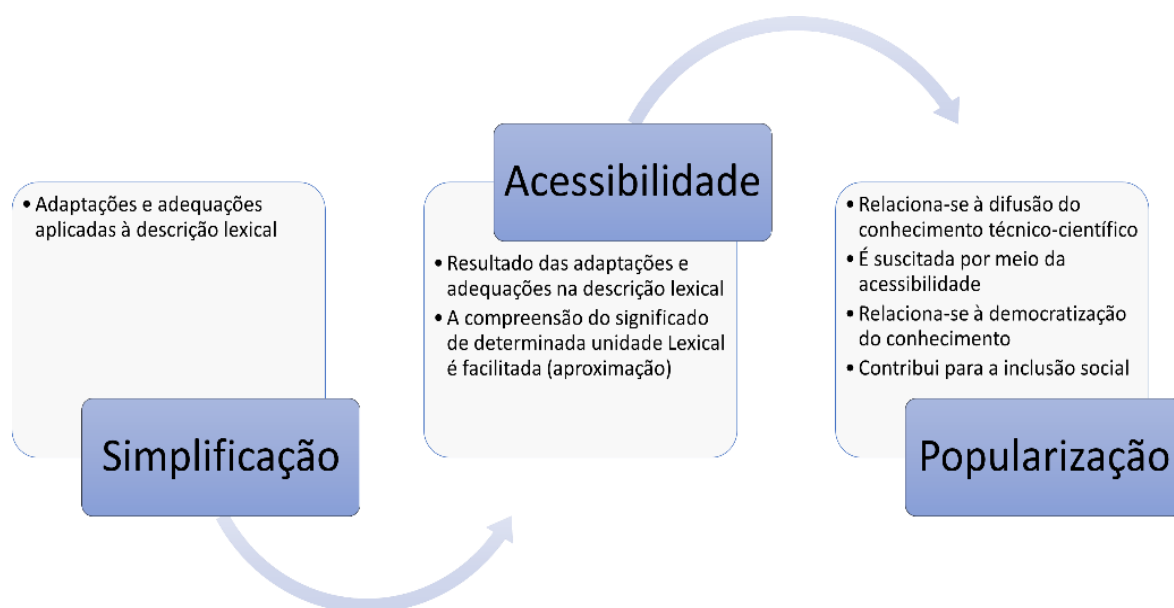 • Adaptações e adequações
aplicadas à descrição lexical
Simplificação
Acessibilidade
• Resultado das adaptações e
adequações na descrição lexical
• A compreensão do significado
de determinada unidade Lexical
é facilitada (aproximação)
• Relaciona-se à difusão do
conhecimento técnico-científico
• É suscitada por meio da
acessibilidade
• Relaciona-se à democratização
do conhecimento
• Contribui para a inclusão social
Popularização